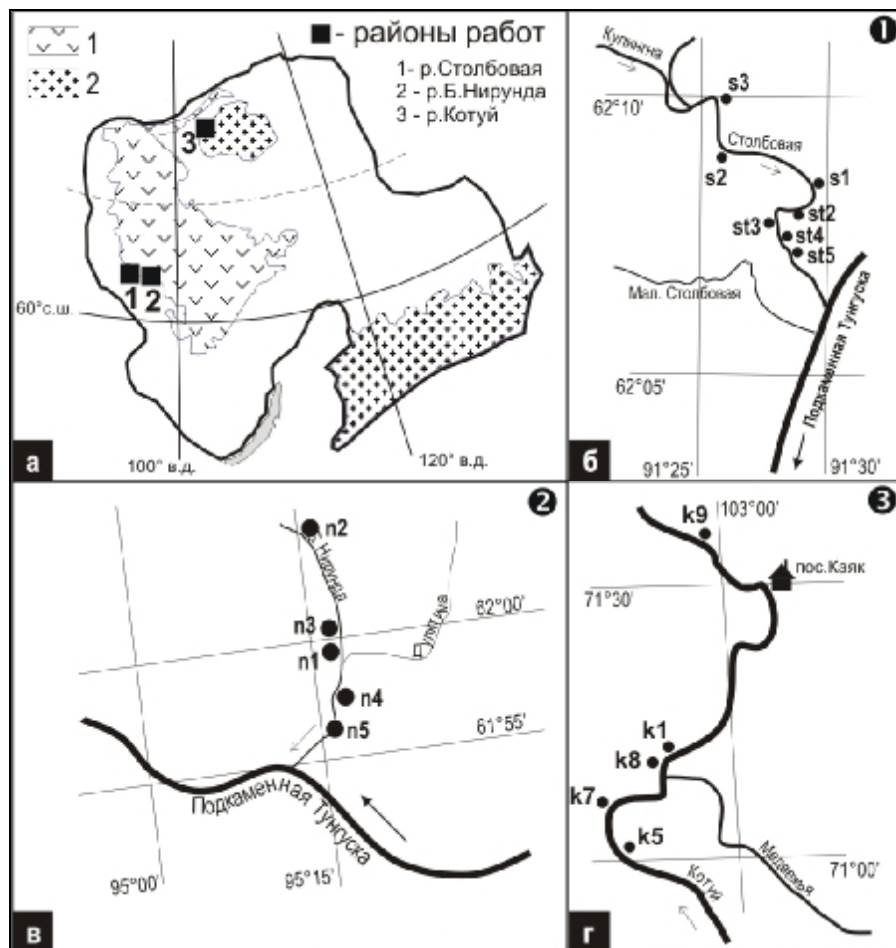 1
2
■ - районы работ
1- р.Столбовая
2 - р.Б.Нирунда
3 - р.Котуй
3
1 2
60°с.ш.
100° в.д.
120° в.д.
а
1
Кулингна
62°10'
s3
Столбовая
s2
s1
st2
st3
st4
st5
Мал. Столбовая
62°05'
Подкаменная Тунгуска
91°25'
91°30'
б
2
n2
Нирунда
62°00'
n3
n1
n4
n5
61°55'
Подкаменная Тунгуска
95°00'
95°15'
в
3
k9
103°00'
пос.Каяк
71°30'
k1
k8
k7
k5
Медвежья
71°00'
Котуй
г